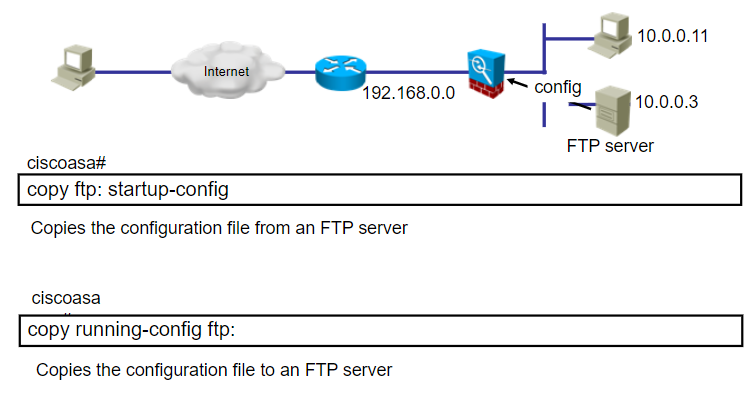 10.0.0.11
Internet
192.168.0.0
config
10.0.0.3
FTP server
ciscoasa#
copy ftp: startup-config
Copies the configuration file from an FTP server
ciscoasa
copy running-config ftp:
Copies the configuration file to an FTP server